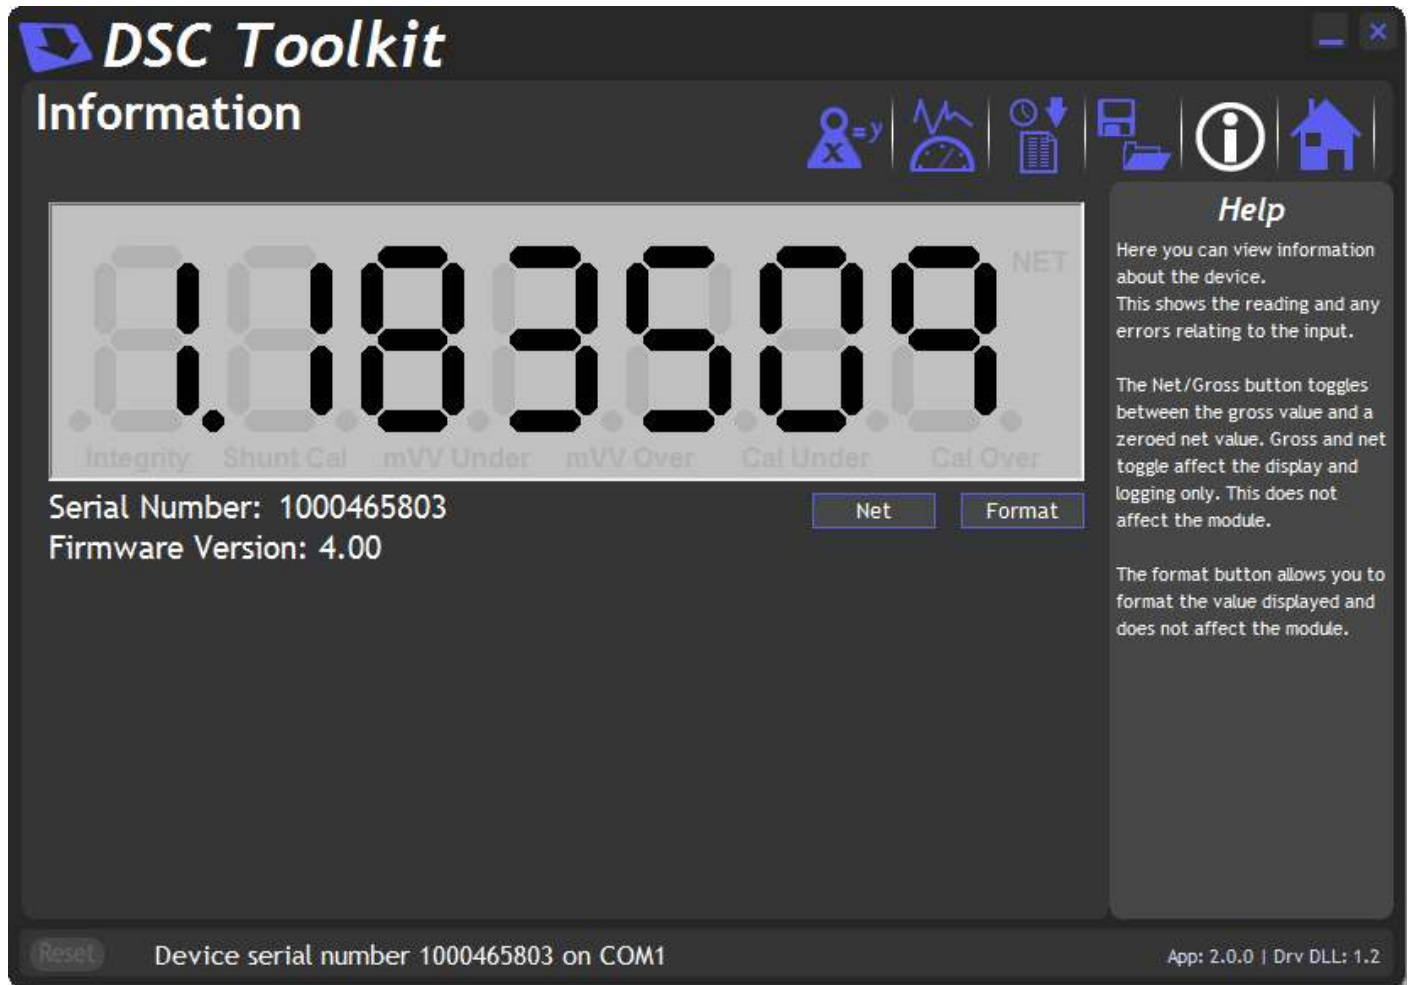 DSC Toolkit
Information
x=y
1.183509
NET
Integrity Shunt Cal mVV Under mVV Over Cal Under Cal Over
Serial Number: 1000465803
Firmware Version: 4.00
Net Format
Help
Here you can view information
about the device.
This shows the reading and any
errors relating to the input.
The Net/Gross button toggles
between the gross value and a
zeroed net value. Gross and net
toggle affect the display and
logging only. This does not
affect the module.
The format button allows you to
format the value displayed and
does not affect the module.
Reset
Device serial number 1000465803 on COM1
App: 2.0.0 | Drv DLL: 1.2